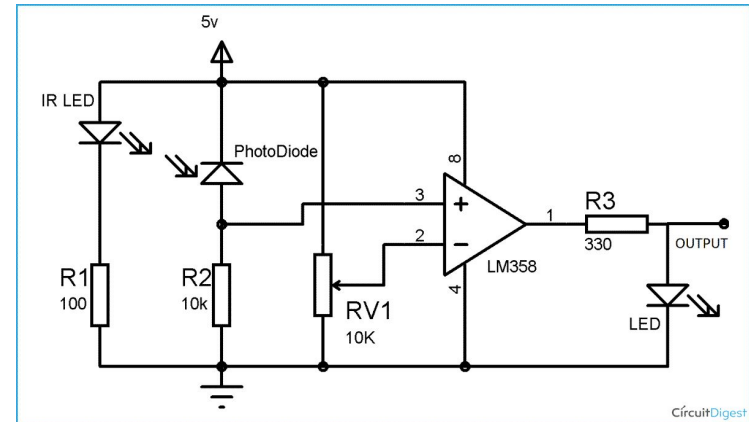 5v
IR LED
PhotoDiode
8
3
2
1
4
LM358
R1
100
R2
10k
RV1
10K
R3
330
OUTPUT
LED
CírcuitDigest